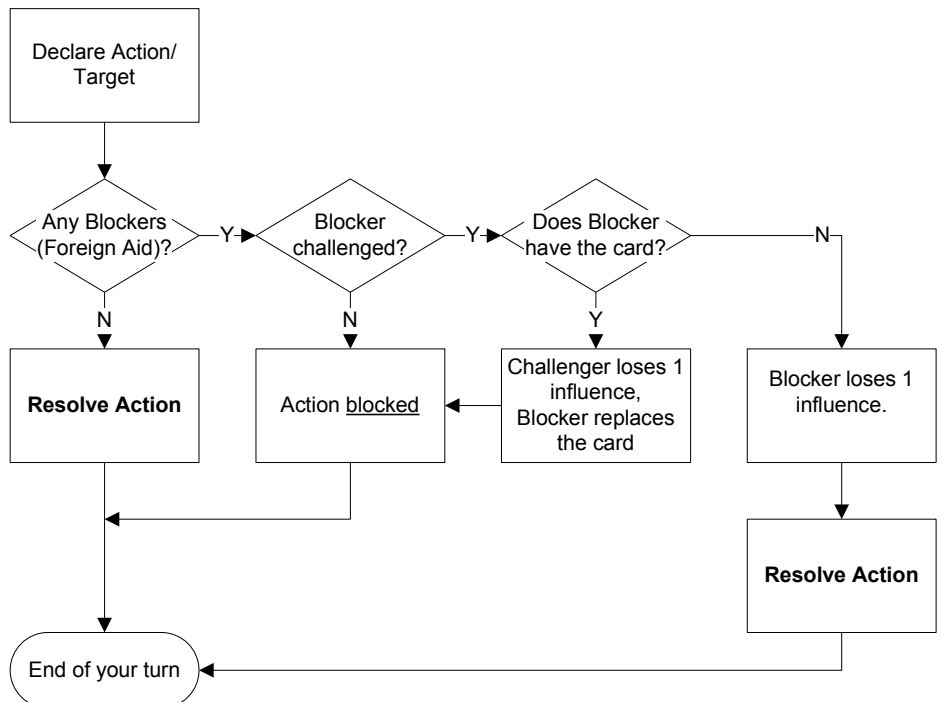 Declare Action/
Target
Any Blockers
(Foreign Aid)?
Y
Blocker
challenged?
Y
Does Blocker
have the card?
N
N
N
Y
Resolve Action
Action blocked
Challenger loses 1
influence,
Blocker replaces
the card
Blocker loses 1
influence.
Resolve Action
End of your turn